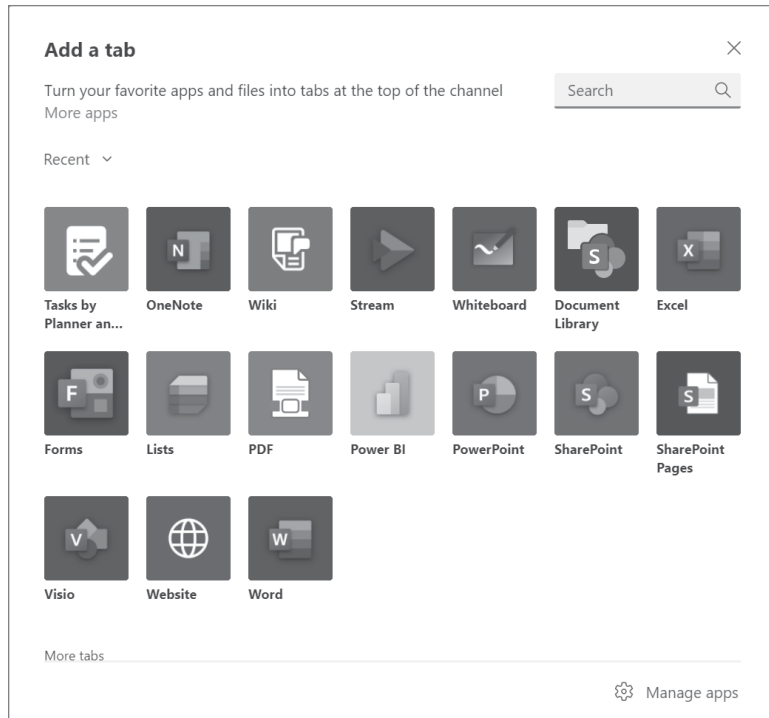 Add a tab
Turn your favorite apps and files into tabs at the top of the channel
More apps
Search
Recent
N
S
X
Tasks by
Planner an...
OneNote
Wiki
Stream
Whiteboard
Document
Library
Excel
F
P
S
S
Forms
Lists
PDF
Power BI
PowerPoint
SharePoint
SharePoint
Pages
V
W
Visio
Website
Word
More tabs
Manage apps